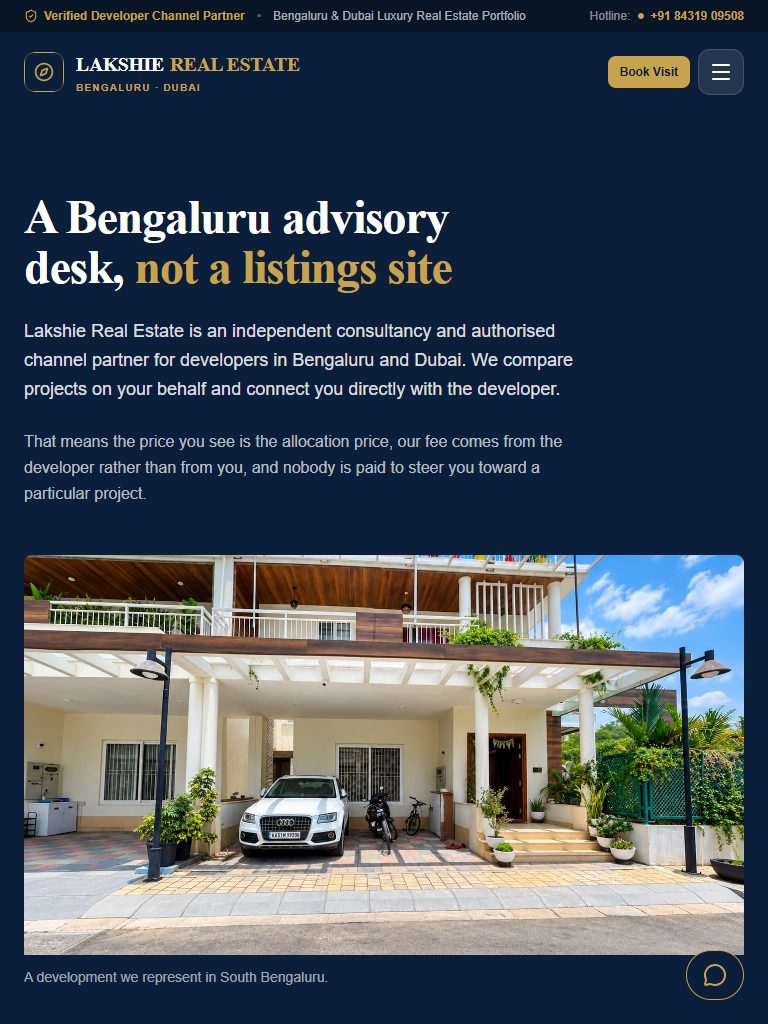 Verified Developer Channel Partner • Bengaluru & Dubai Luxury Real Estate Portfolio Hotline: • +91 84319 09508
LAKSHIE REAL ESTATE
BENGALURU · DUBAI
Book Visit
A Bengaluru advisory
desk, not a listings site
Lakshie Real Estate is an independent consultancy and authorised
channel partner for developers in Bengaluru and Dubai. We compare
projects on your behalf and connect you directly with the developer.
That means the price you see is the allocation price, our fee comes from the
developer rather than from you, and nobody is paid to steer you toward a
particular project.
A development we represent in South Bengaluru.